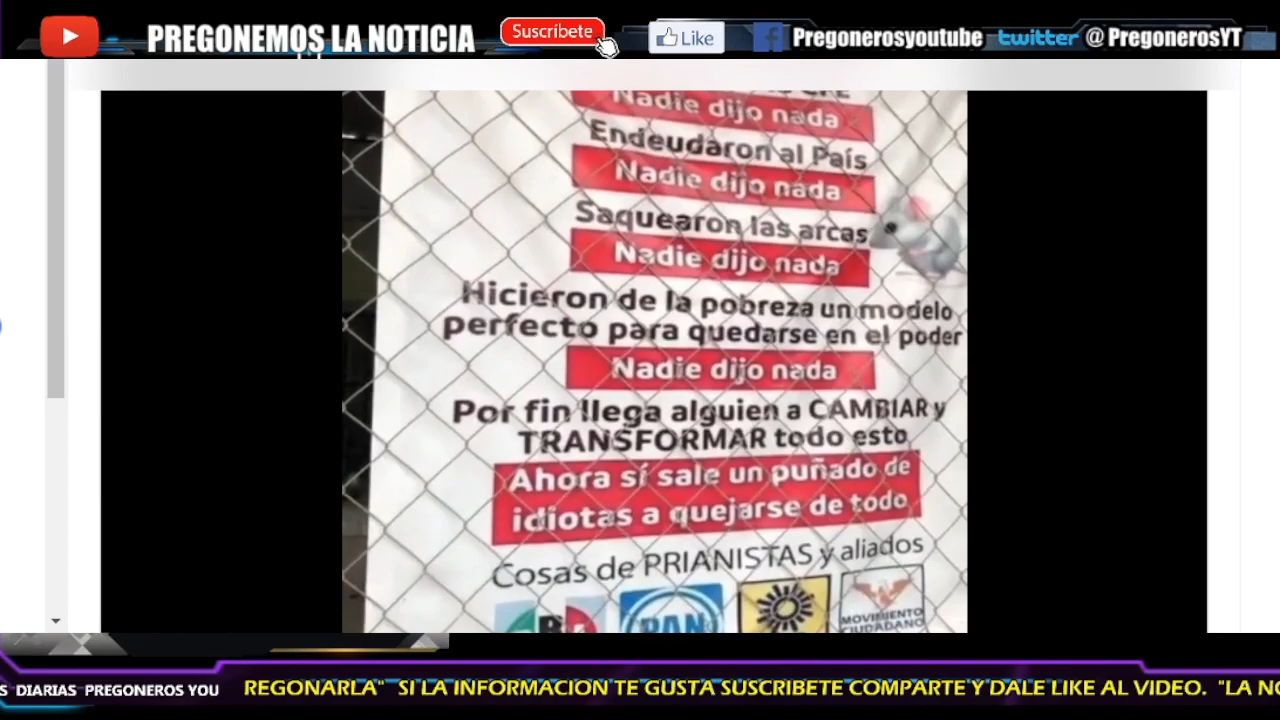 PREGONEMOS LA NOTICIA
Suscríbete
Like
Pregonerosyoutube
twitter @PregonerosYT
CFE
Nadie dijo nada
Endeudaron al País
Nadie dijo nada
Saquearon las arcas
Nadie dijo nada
Hicieron de la pobreza un modelo
perfecto para quedarse en el poder
Nadie dijo nada
Por fin llega alguien a CAMBIAR y
TRANSFORMAR todo esto
Ahora sí sale un puñado de
idiotas a quejarse de todo
Cosas de PRIANISTAS y aliados
PRI
PAN
MOVIMIENTO
CIUDADANO
S DIARIAS PREGONEROS YOU
REGONARLA" SI LA INFORMACION TE GUSTA SUSCRIBETE COMPARTE Y DALE LIKE AL VIDEO. "LA NO